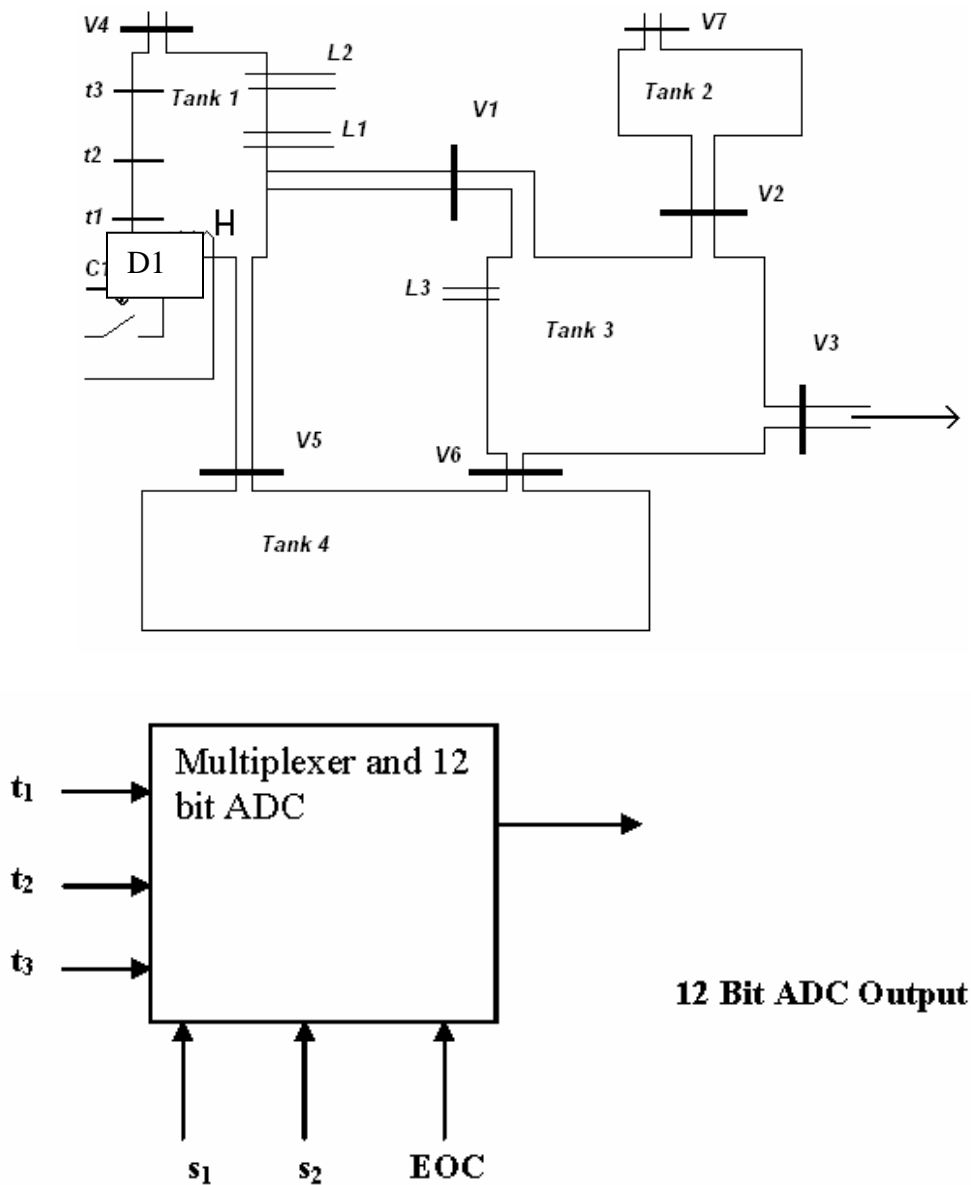 V4
L2
V7
t3
Tank 1
Tank 2
V1
L1
t2
V2
t1
H
C1
D1
L3
Tank 3
V3
V5
V6
Tank 4
Multiplexer and 12
bit ADC
t1
t2
t3
12 Bit ADC Output
s1
s2
EOC